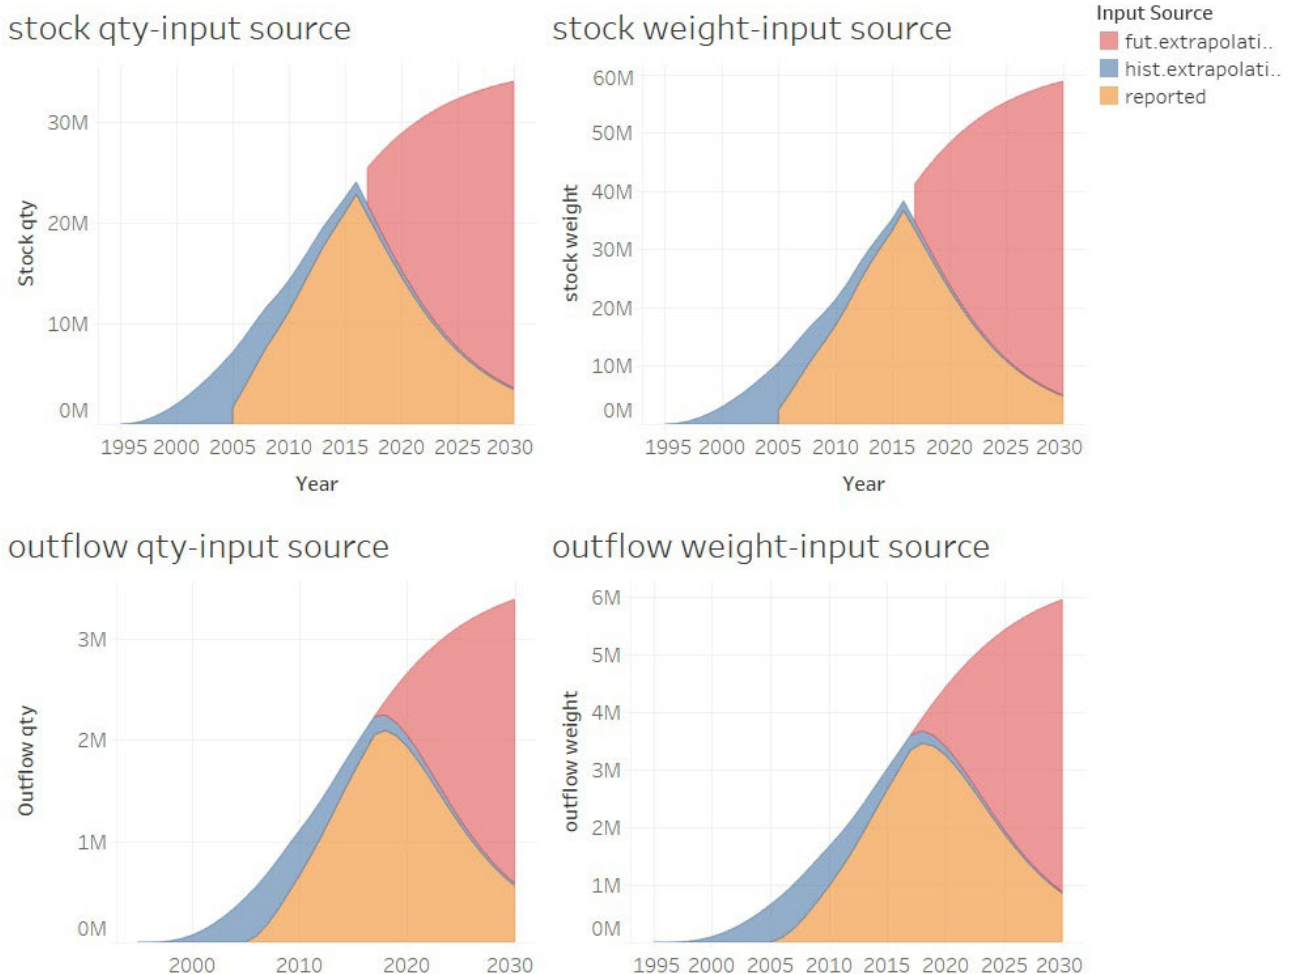 stock qty-input source
stock weight-input source
Input Source
fut.extrapolati..
hist.extrapolati..
reported
Stock qty
30M
20M
10M
0M
1995 2000 2005 2010 2015 2020 2025 2030
Year
stock weight
60M
50M
40M
30M
20M
10M
0M
1995 2000 2005 2010 2015 2020 2025 2030
Year
outflow qty-input source
outflow weight-input source
Outflow qty
3M
2M
1M
0M
2000 2010 2020 2030
outflow weight
6M
5M
4M
3M
2M
1M
0M
1995 2000 2005 2010 2015 2020 2025 2030